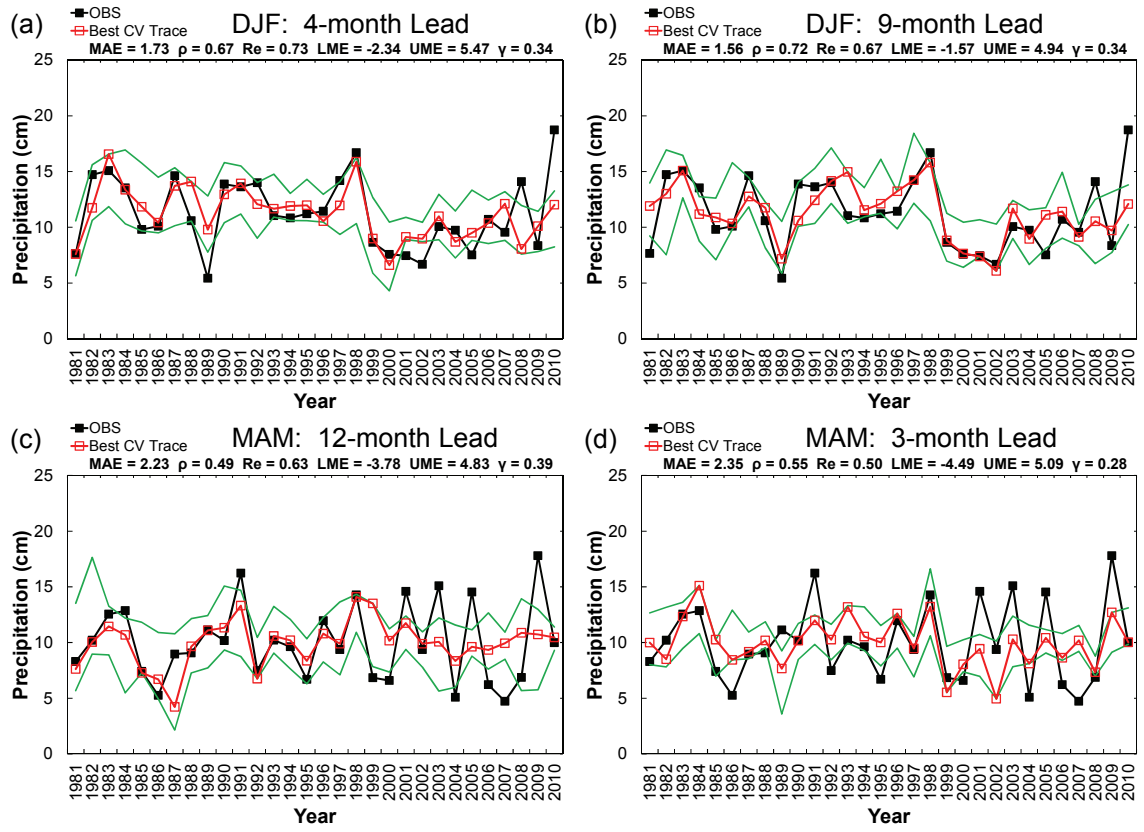 (a) DJF: 4-month Lead
OBS
Best CV Trace
MAE = 1.73 ρ = 0.67 Re = 0.73 LME = -2.34 UME = 5.47 γ = 0.34
Precipitation (cm)
25
20
15
10
5
0
1981 1982 1983 1984 1985 1986 1987 1988 1989 1990 1991 1992 1993 1994 1995 1996 1997 1998 1999 2000 2001 2002 2003 2004 2005 2006 2007 2008 2009 2010
Year
(b) DJF: 9-month Lead
OBS
Best CV Trace
MAE = 1.56 ρ = 0.72 Re = 0.67 LME = -1.57 UME = 4.94 γ = 0.34
Precipitation (cm)
25
20
15
10
5
0
1981 1982 1983 1984 1985 1986 1987 1988 1989 1990 1991 1992 1993 1994 1995 1996 1997 1998 1999 2000 2001 2002 2003 2004 2005 2006 2007 2008 2009 2010
Year
(c) MAM: 12-month Lead
OBS
Best CV Trace
MAE = 2.23 ρ = 0.49 Re = 0.63 LME = -3.78 UME = 4.83 γ = 0.39
Precipitation (cm)
25
20
15
10
5
0
1981 1982 1983 1984 1985 1986 1987 1988 1989 1990 1991 1992 1993 1994 1995 1996 1997 1998 1999 2000 2001 2002 2003 2004 2005 2006 2007 2008 2009 2010
Year
(d) MAM: 3-month Lead
OBS
Best CV Trace
MAE = 2.35 ρ = 0.55 Re = 0.50 LME = -4.49 UME = 5.09 γ = 0.28
Precipitation (cm)
25
20
15
10
5
0
1981 1982 1983 1984 1985 1986 1987 1988 1989 1990 1991 1992 1993 1994 1995 1996 1997 1998 1999 2000 2001 2002 2003 2004 2005 2006 2007 2008 2009 2010
Year